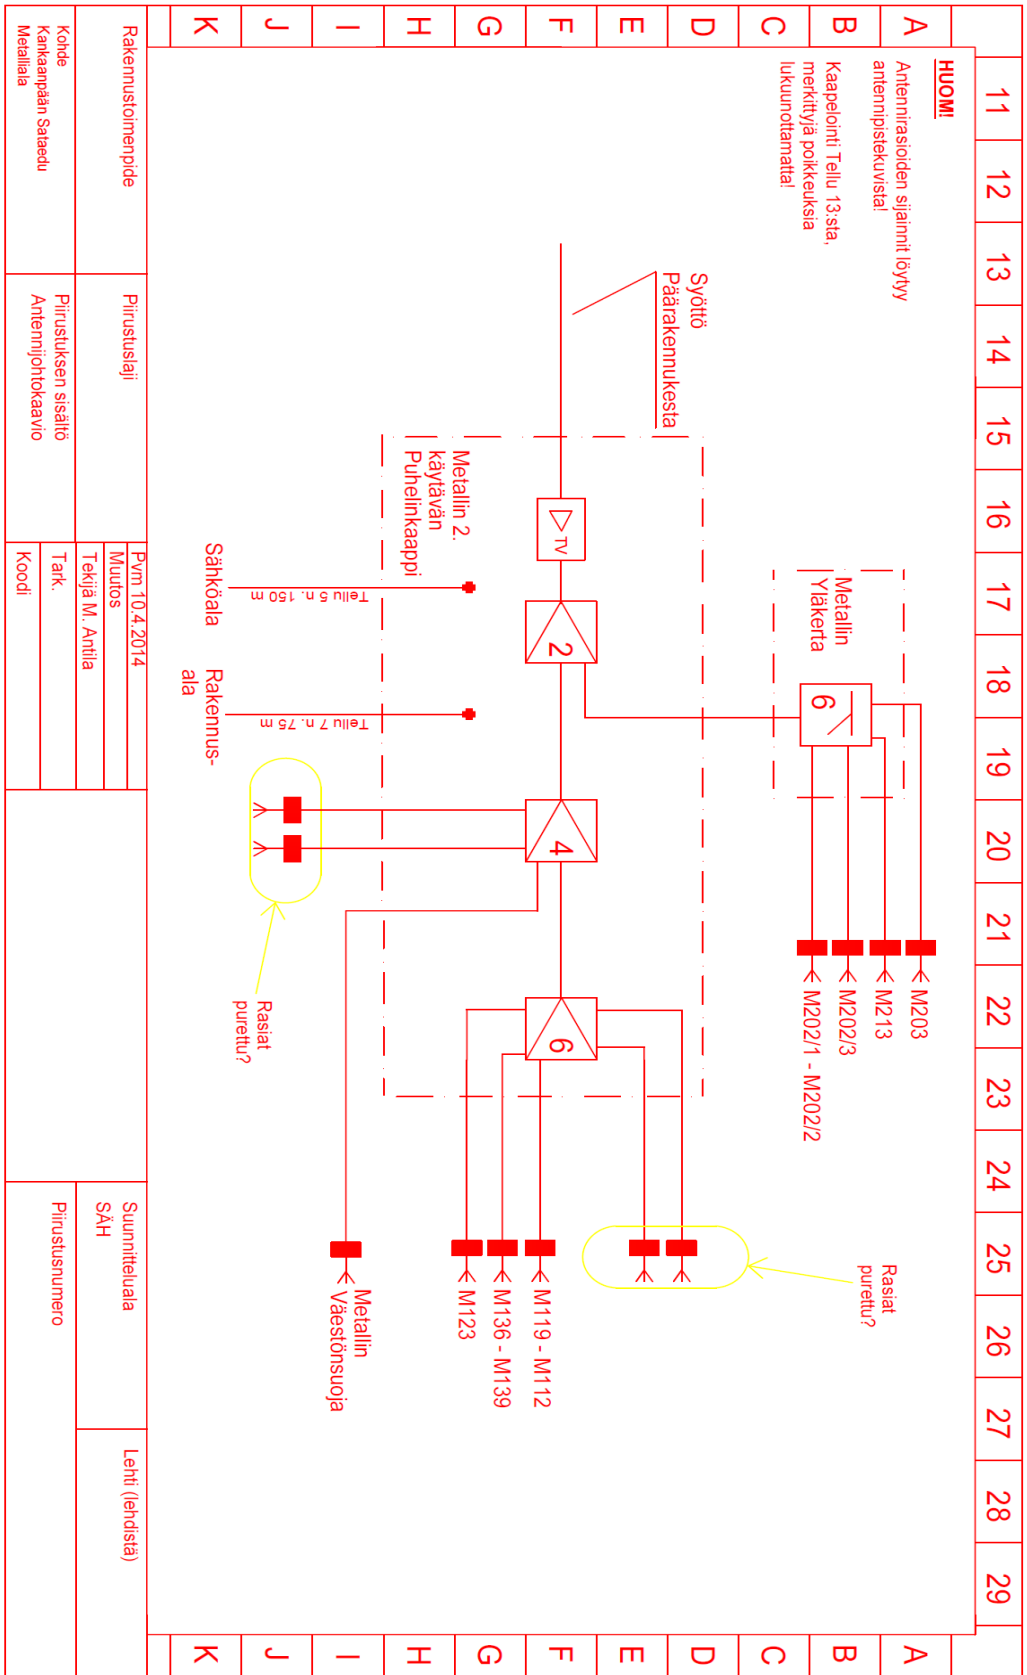 11 12 13 14 15 16 17 18 19 20 21 22 23 24 25 26 27 28 29
A
B
C
D
E
F
G
H
I
J
K
A
B
C
D
E
F
G
H
I
J
K
HUOM!
Antennirasioiden sijainnit löytyy
antennipistekuvista!
Kaapelointi Tellu 13:sta,
merkittyjä poikkeuksia
lukuunottamatta!
Metallin
Yläkerta
6
M203
M213
M202/3
M202/1 - M202/2
Syöttö
Päärakennukesta
TV
2
4
6
Metallin 2.
käytävän
Puhelinkaappi
Tellu 5 n. 150 m
Sähköala
Tellu 7 n. 75 m
Rakennus-
ala
Rasiat
purettu?
Rasiat
purettu?
M119 - M112
M136 - M139
M123
Metallin
Väestönsuoja
Rakennustoimenpide
Kohde
Kankaanpään Sataedu
Metalliala
Piirustuslaji
Piirustuksen sisältö
Antennijohtokaavio
Pvm 10.4.2014
Muutos
Tekijä M. Antila
Tark.
Koodi
Suunnitteluala
SÄH
Piirustusnumero
Lehti (lehdistä)